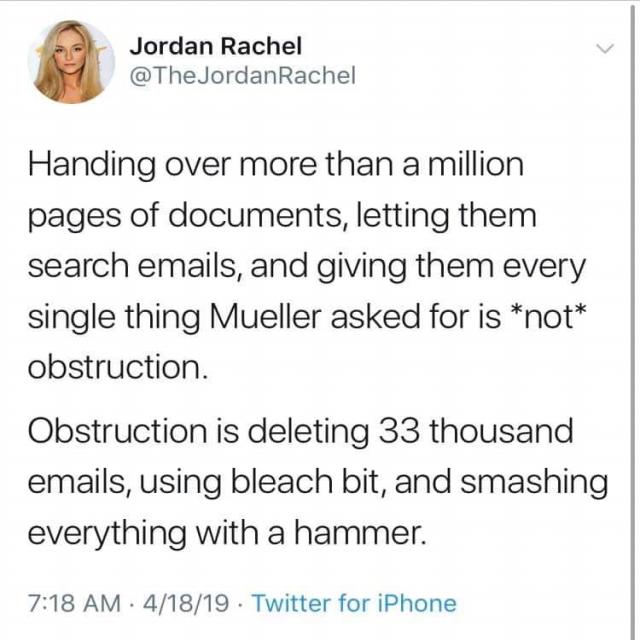 Jordan Rachel
@TheJordanRachel
Handing over more than a million
pages of documents, letting them
search emails, and giving them every
single thing Mueller asked for is *not*
obstruction.
Obstruction is deleting 33 thousand
emails, using bleach bit, and smashing
everything with a hammer.
7:18 AM · 4/18/19 · Twitter for iPhone